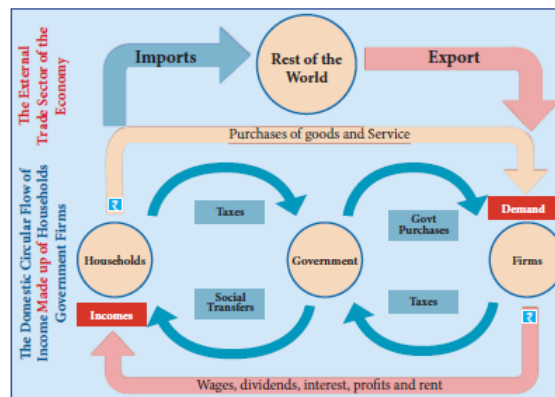 The External
Trade Sector of the
Economy
Imports
Rest of the
World
Export
Purchases of goods and Service
The Domestic Circular Flow of
Income Made up of Households
Government Firms
₹
Taxes
Govt
Purchases
Demand
Households
Government
Firms
Incomes
Social
Transfers
Taxes
₹
Wages, dividends, interest, profits and rent